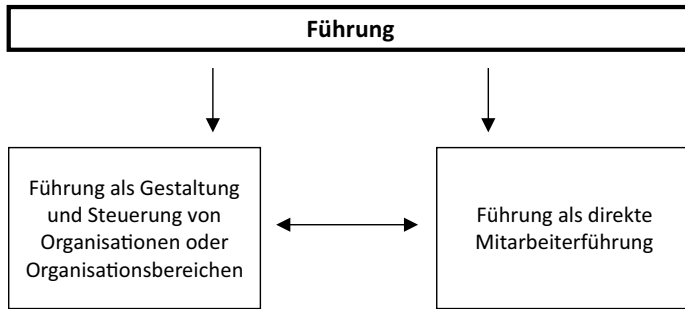 Führung
Führung als Gestaltung
und Steuerung von
Organisationen oder
Organisationsbereichen
Führung als direkte
Mitarbeiterführung